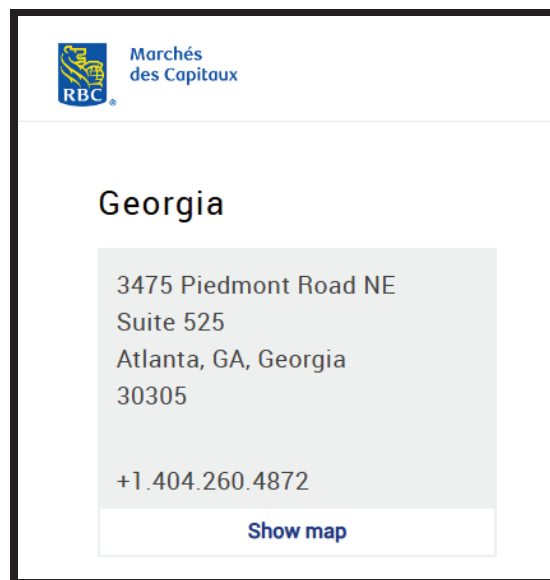 Marchés
des Capitaux
RBC®
Georgia
3475 Piedmont Road NE
Suite 525
Atlanta, GA, Georgia
30305
+1.404.260.4872
Show map